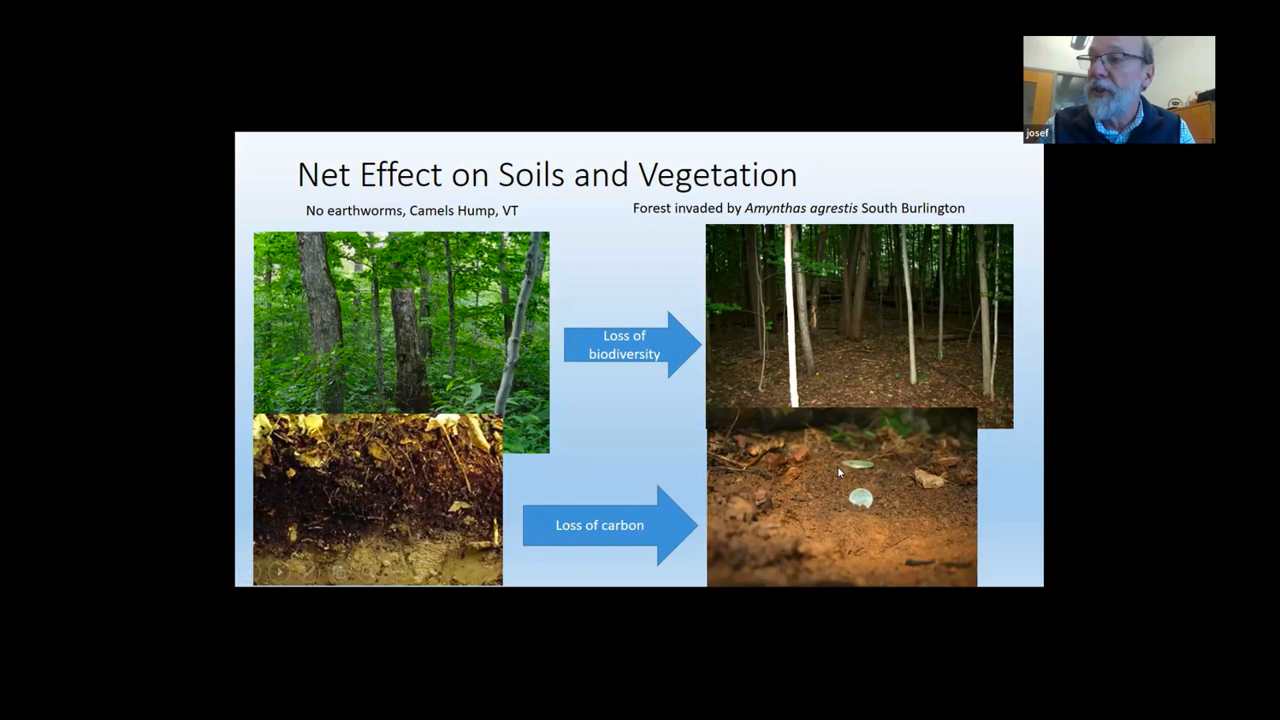 josef
Net Effect on Soils and Vegetation
No earthworms, Camels Hump, VT
Forest invaded by Amynthas agrestis South Burlington
Loss of
biodiversity
Loss of carbon